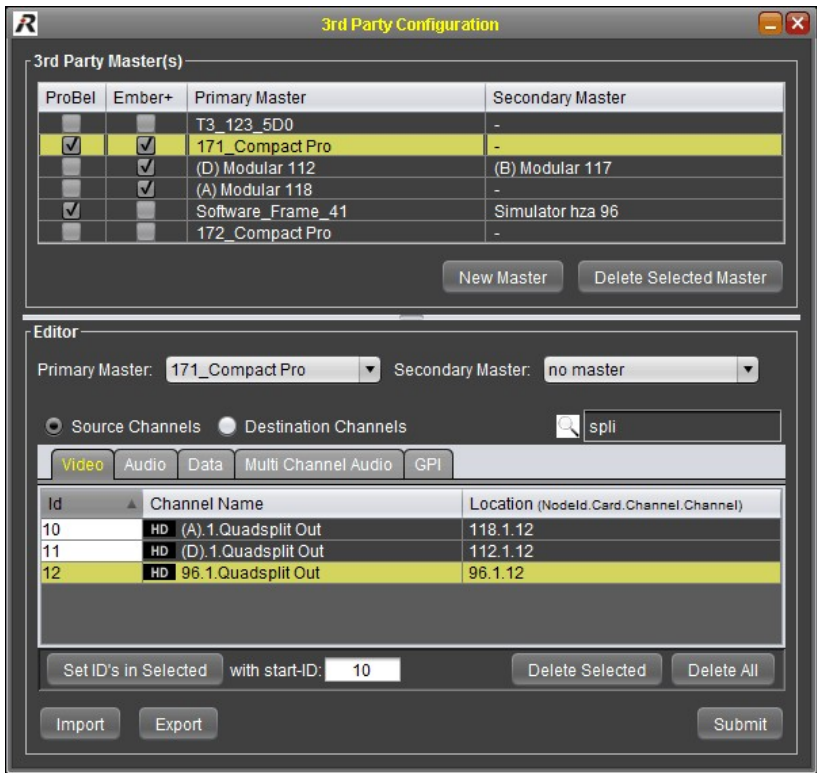 R 3rd Party Configuration
3rd Party Master(s)
ProBel Ember+ Primary Master Secondary Master
T3_123_5D0 -
171_Compact Pro -
(D) Modular 112 (B) Modular 117
(A) Modular 118 -
Software_Frame_41 Simulator hza 96
172_Compact Pro -
New Master Delete Selected Master
Editor
Primary Master: 171_Compact Pro Secondary Master: no master
Source Channels Destination Channels spli
Video Audio Data Multi Channel Audio GPI
Id Channel Name Location (NodeId.Card.Channel.Channel)
10 HD (A).1.Quadsplit Out 118.1.12
11 HD (D).1.Quadsplit Out 112.1.12
12 HD 96.1.Quadsplit Out 96.1.12
Set ID's in Selected with start-ID: 10 Delete Selected Delete All
Import Export Submit